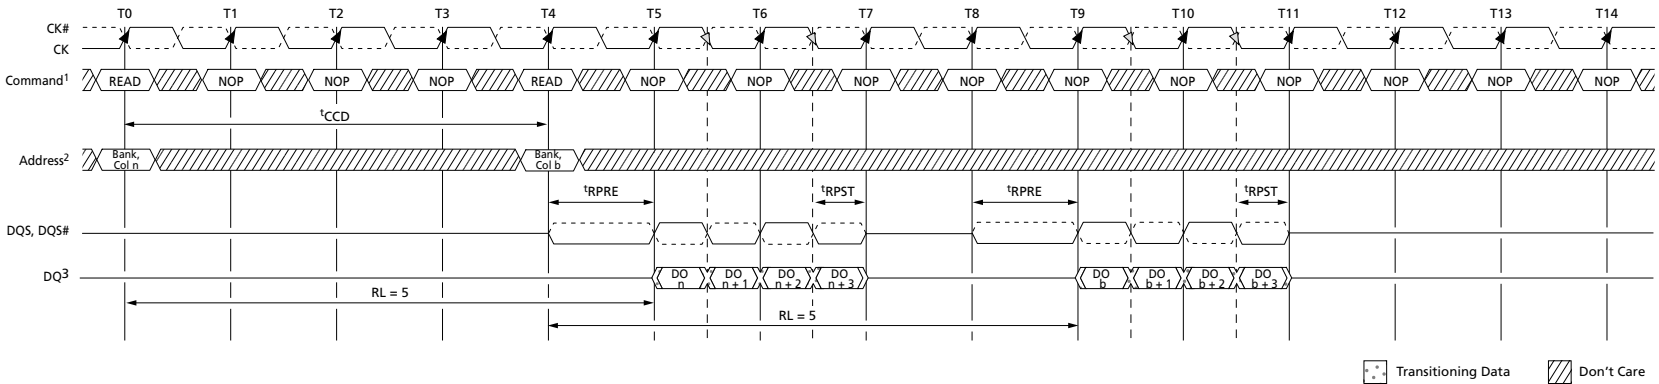 T0 T1 T2 T3 T4 T5 T6 T7 T8 T9 T10 T11 T12 T13 T14
CK#
CK
Command1 READ NOP NOP NOP READ NOP NOP NOP NOP NOP NOP NOP NOP NOP NOP
tCCD
Address2 Bank, Col n Bank, Col b
tRPRE tRPST tRPRE tRPST
DQS, DQS#
DQ3 DO n DO n + 1 DO n + 2 DO n + 3 DO b DO b + 1 DO b + 2 DO b + 3
RL = 5
RL = 5
Transitioning Data Don't Care